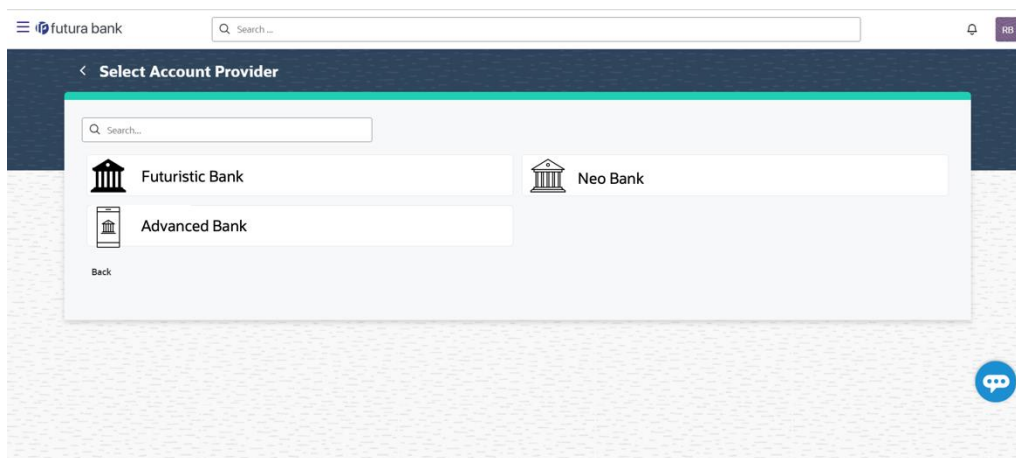 futura bank
Search ...
RB
Select Account Provider
Search...
Futuristic Bank
Neo Bank
Advanced Bank
Back